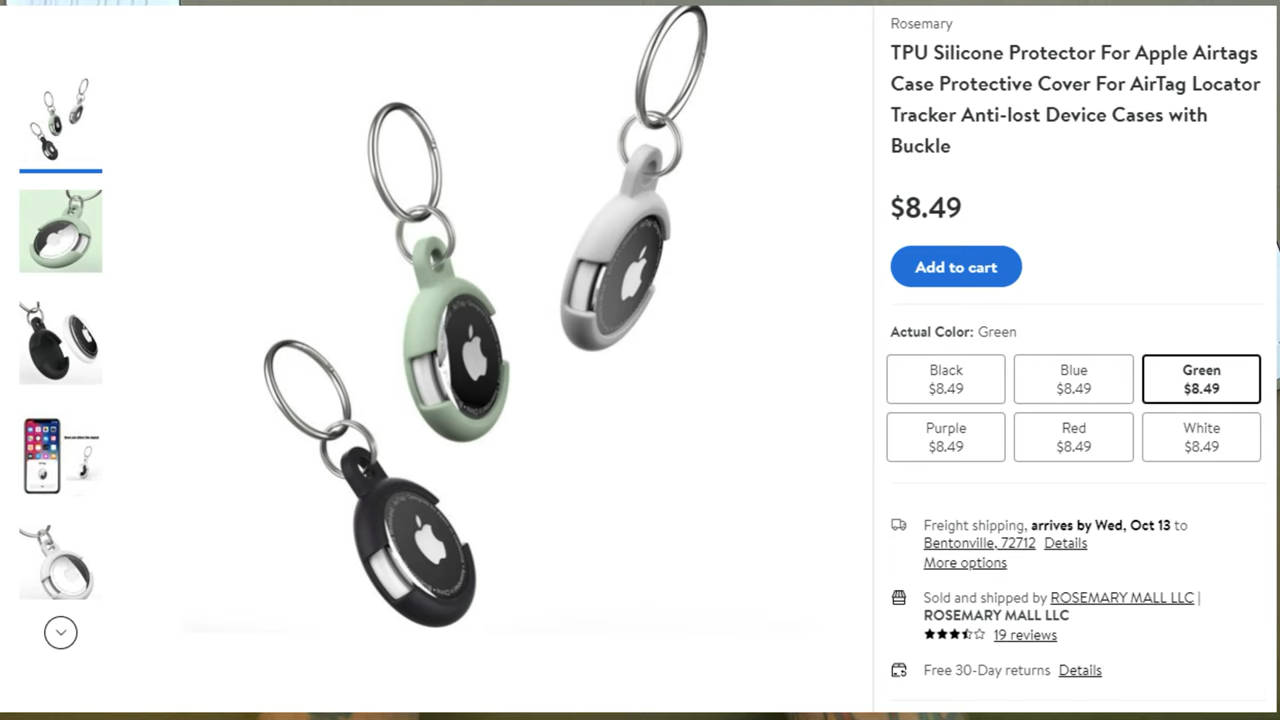 Rosemary
TPU Silicone Protector For Apple Airtags
Case Protective Cover For AirTag Locator
Tracker Anti-lost Device Cases with
Buckle
$8.49
Add to cart
Actual Color: Green
Black
$8.49
Blue
$8.49
Green
$8.49
Purple
$8.49
Red
$8.49
White
$8.49
Freight shipping, arrives by Wed, Oct 13 to
Bentonville, 72712 Details
More options
Sold and shipped by ROSEMARY MALL LLC |
ROSEMARY MALL LLC
19 reviews
Free 30-Day returns Details